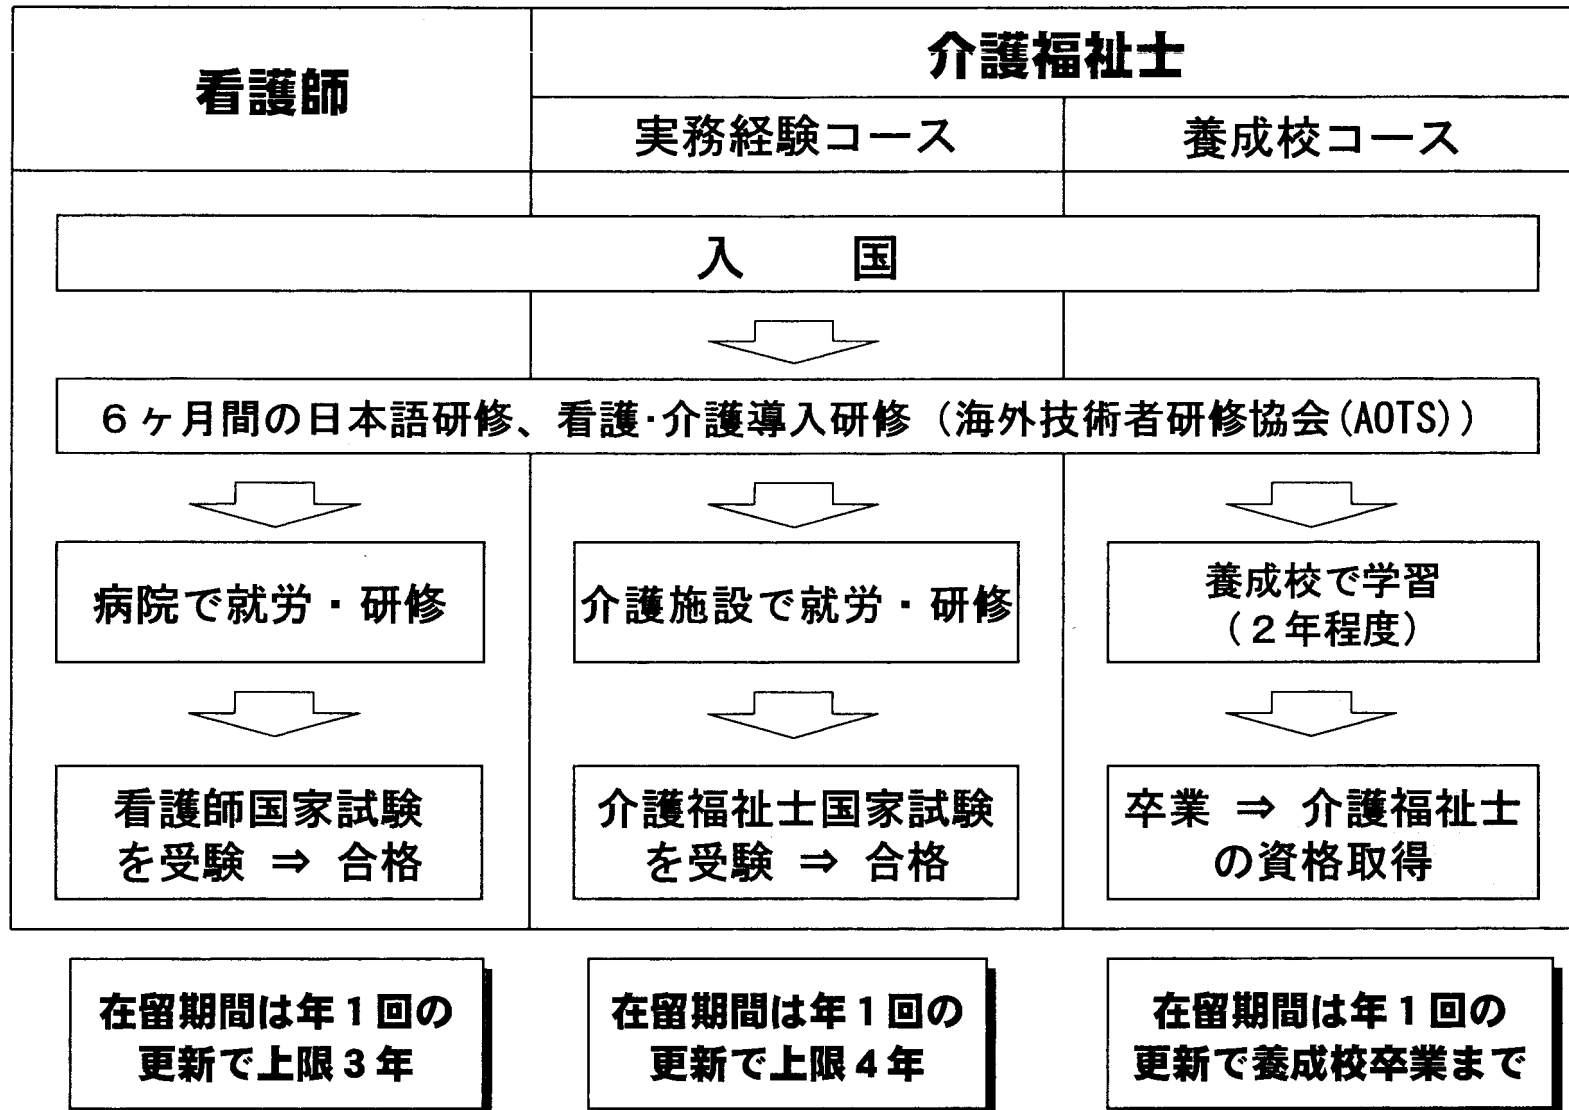 看護師
介護福祉士
実務経験コース
養成校コース
入　国
６ヶ月間の日本語研修、看護・介護導入研修（海外技術者研修協会(AOTS)）
病院で就労・研修
介護施設で就労・研修
養成校で学習
（２年程度）
看護師国家試験
を受験 ⇒ 合格
介護福祉士国家試験
を受験 ⇒ 合格
卒業 ⇒ 介護福祉士
の資格取得
在留期間は年１回の
更新で上限３年
在留期間は年１回の
更新で上限４年
在留期間は年１回の
更新で養成校卒業まで